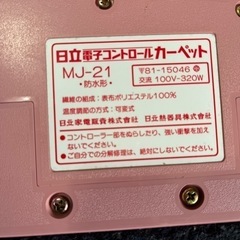 日立電子コントロールカーペット
MJ-21
・防水形・
〒81-15046
交流 100V-320W
繊維の組成:表布ポリエステル100%
温度調節の方式:可変式
日立家電販賣株式会社 日立熱器具株式会社
●コントローラー部をぬらしたり、強い衝撃を加え
ないでください。
●ご自分での分解修理は、絶対にしないでください。